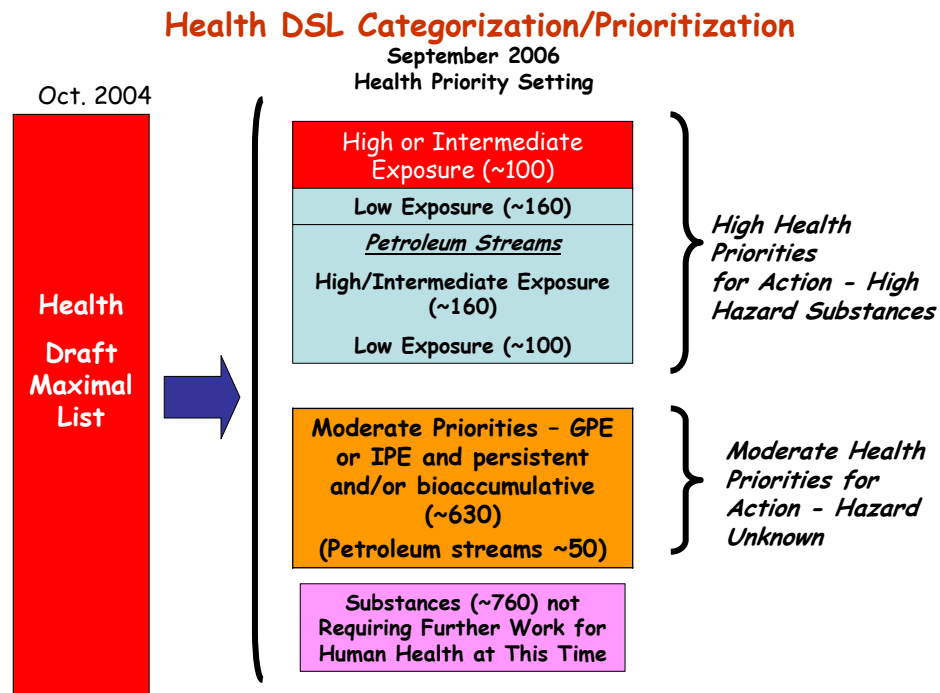 Health DSL Categorization/Prioritization
September 2006
Health Priority Setting
Oct. 2004
Health
Draft
Maximal
List
High or Intermediate
Exposure (~100)
Low Exposure (~160)
Petroleum Streams
High/Intermediate Exposure
(~160)
Low Exposure (~100)
High Health
Priorities
for Action - High
Hazard Substances
Moderate Priorities – GPE
or IPE and persistent
and/or bioaccumulative
(~630)
(Petroleum streams ~50)
Moderate Health
Priorities for
Action - Hazard
Unknown
Substances (~760) not
Requiring Further Work for
Human Health at This Time